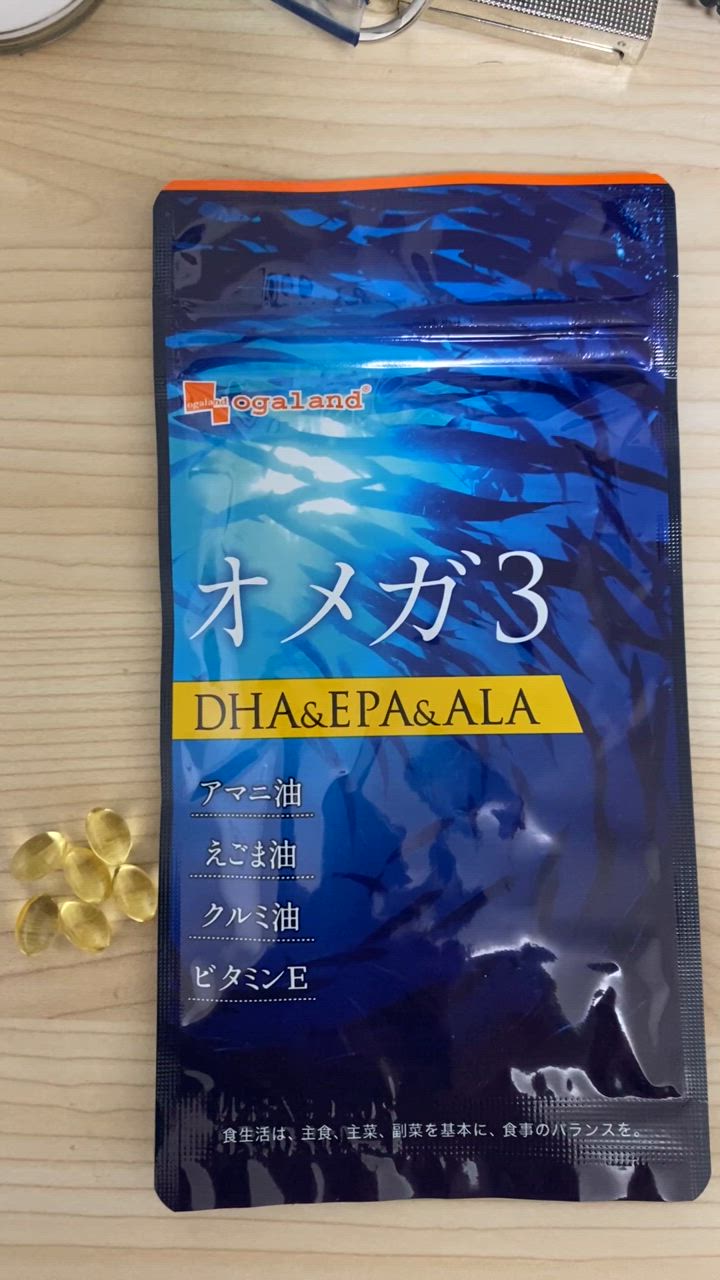 ogaland
ogaland®
オメガ3
DHA&EPA&ALA
アマニ油
えごま油
クルミ油
ビタミンE
食生活は、主食、主菜、副菜を基本に、食事のバランスを。